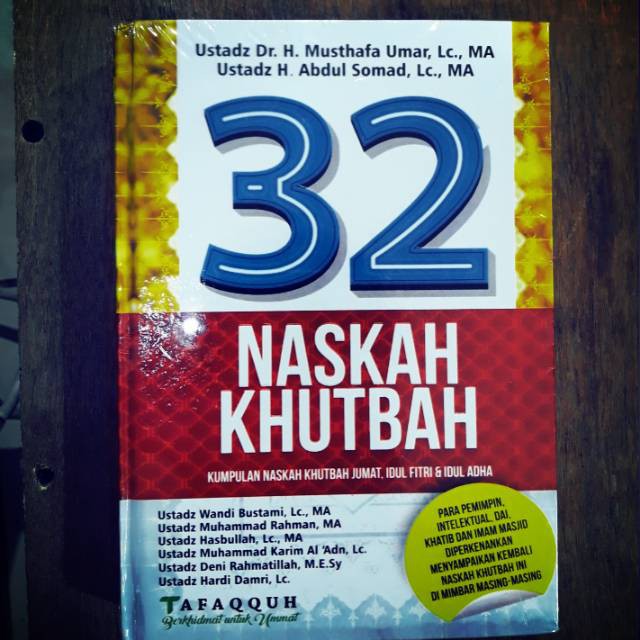 Ustadz Dr. H. Musthafa Umar, Lc., MA
Ustadz H. Abdul Somad, Lc., MA
32
NASKAH
KHUTBAH
KUMPULAN NASKAH KHUTBAH JUMAT, IDUL FITRI & IDUL ADHA
Ustadz Wandi Bustami, Lc., MA
Ustadz Muhammad Rahman, MA
Ustadz Hasbullah, Lc., MA
Ustadz Muhammad Karim Al 'Adn, Lc.
Ustadz Deni Rahmatillah, M.E.Sy
Ustadz Hardi Damri, Lc.
TAFAQQUH
Berkhidmat untuk Ummat
PARA PEMIMPIN,
INTELEKTUAL, DAI,
KHATIB DAN IMAM MASJID
DIPERKENANKAN
MENYAMPAIKAN KEMBALI
NASKAH KHUTBAH INI
DI MIMBAR MASING-MASING